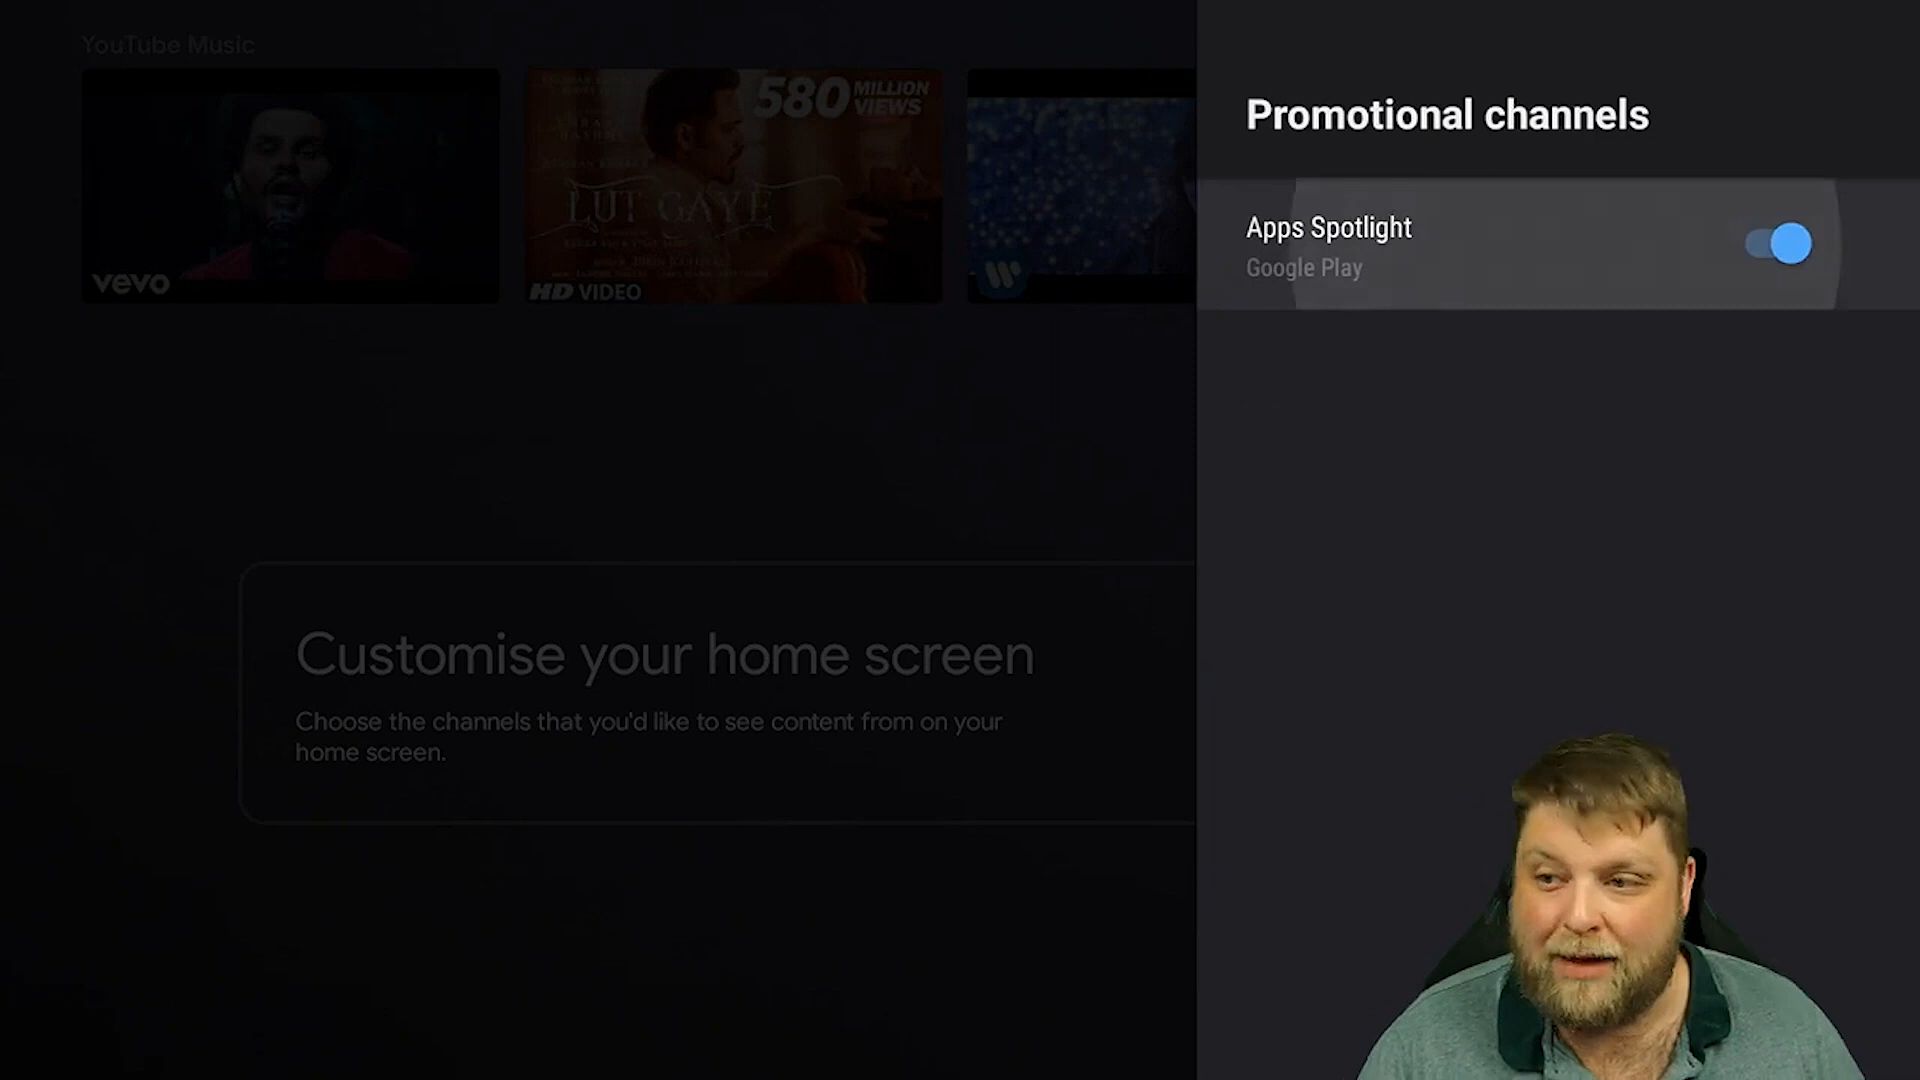 YouTube Music
580 MILLION
VIEWS
LUT GAYE
vevo
HD VIDEO
Customise your home screen
Choose the channels that you'd like to see content from on your
home screen.
Promotional channels
Apps Spotlight
Google Play